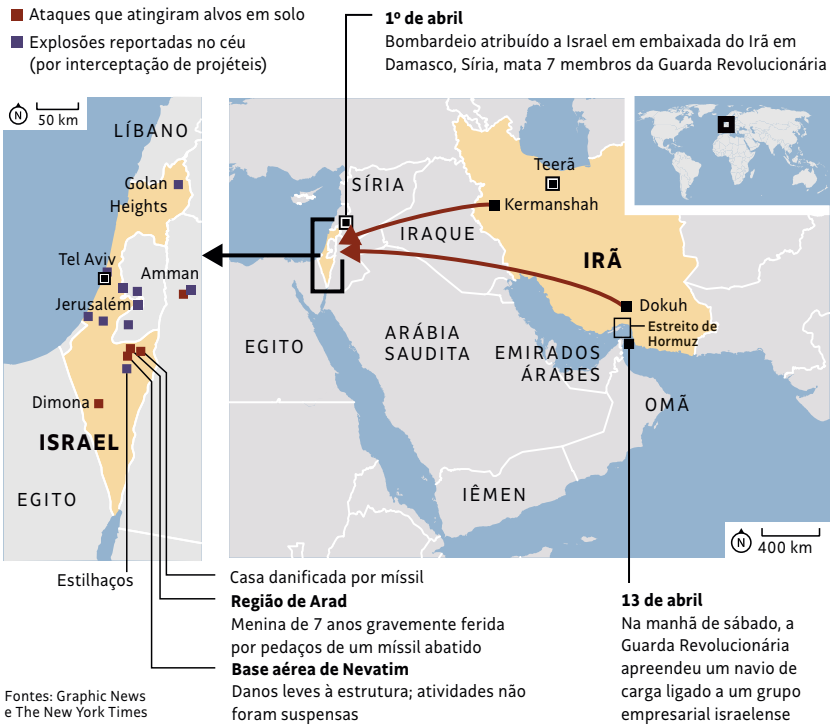 Ataques que atingiram alvos em solo
Explosões reportadas no céu
(por interceptação de projéteis)
1º de abril
Bombardeio atribuído a Israel em embaixada do Irã em
Damasco, Síria, mata 7 membros da Guarda Revolucionária
N
50 km
LÍBANO
Golan
Heights
Tel Aviv
Amman
Jerusalém
Dimona
ISRAEL
EGITO
SÍRIA
IRAQUE
Teerã
Kermanshah
IRÃ
Dokuh
Estreito de
Hormuz
EGITO
ARÁBIA
SAUDITA
EMIRADOS
ÁRABES
OMÃ
IÊMEN
N
400 km
Estilhaços
Casa danificada por míssil
Região de Arad
Menina de 7 anos gravemente ferida
por pedaços de um míssil abatido
Base aérea de Nevatim
Danos leves à estrutura; atividades não
foram suspensas
13 de abril
Na manhã de sábado, a
Guarda Revolucionária
apreendeu um navio de
carga ligado a um grupo
empresarial israelense
Fontes: Graphic News
e The New York Times